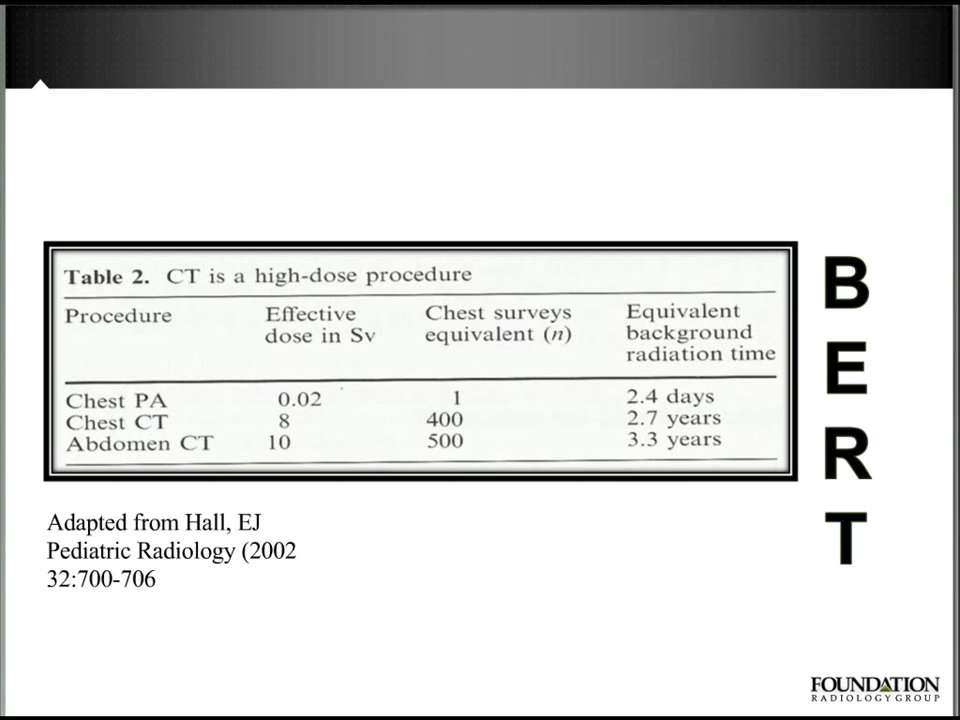 Table 2. CT is a high-dose procedure
Procedure Effective dose in Sv Chest surveys equivalent (n) Equivalent background radiation time
Chest PA 0.02 1 2.4 days
Chest CT 8 400 2.7 years
Abdomen CT 10 500 3.3 years
B
E
R
T
Adapted from Hall, EJ
Pediatric Radiology (2002
32:700-706
FOUNDATION
RADIOLOGY GROUP